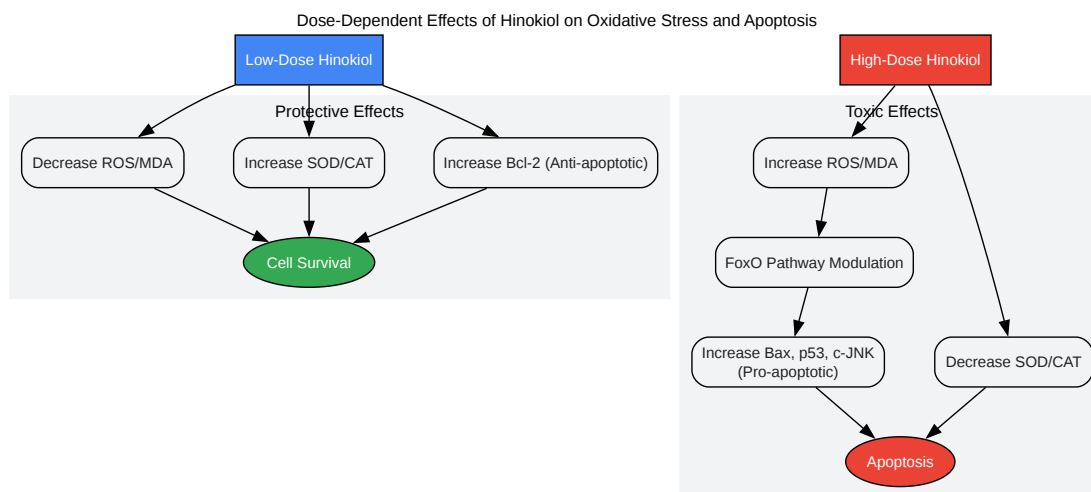 Dose-Dependent Effects of Hinokiol on Oxidative Stress and Apoptosis
Low-Dose Hinokiol
Protective Effects
Decrease ROS/MDA
Increase SOD/CAT
Increase Bcl-2 (Anti-apoptotic)
Cell Survival
High-Dose Hinokiol
Toxic Effects
Increase ROS/MDA
FoxO Pathway Modulation
Increase Bax, p53, c-JNK
(Pro-apoptotic)
Decrease SOD/CAT
Apoptosis